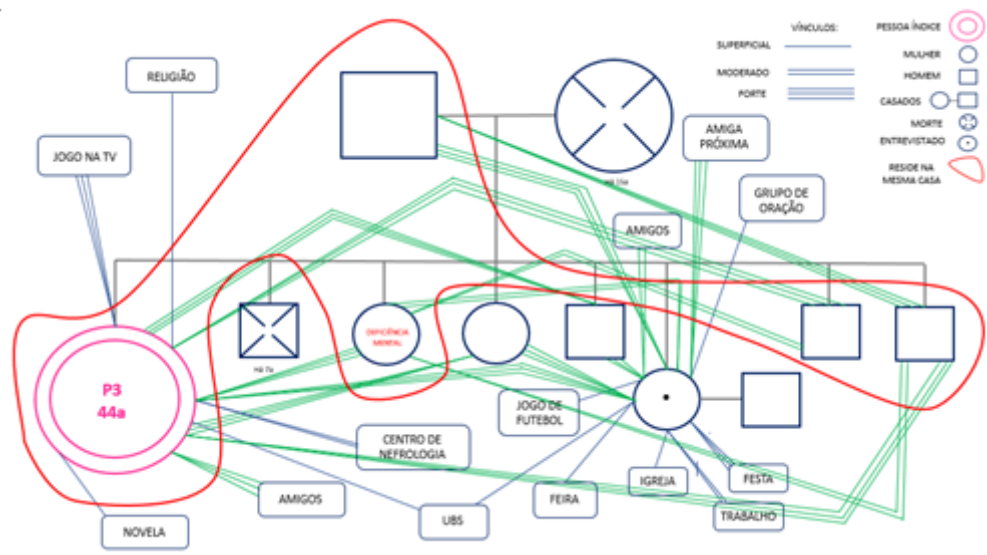 VÍNCULOS:
SUPERFICIAL
MODERADO
FORTE
PESSOA ÍNDICE
MULHER
HOMEM
CASADOS
MORTE
ENTREVISTADO
RESIDE NA
MESMA CASA
RELIGIÃO
JOGO NA TV
AMIGA
PRÓXIMA
GRUPO DE
ORAÇÃO
AMIGOS
DEFICIÊNCIA
MENTAL
Há 7a
P3
44a
JOGO DE
FUTEBOL
CENTRO DE
NEFROLOGIA
AMIGOS
NOVELA
UBS
FEIRA
IGREJA
FESTA
TRABALHO